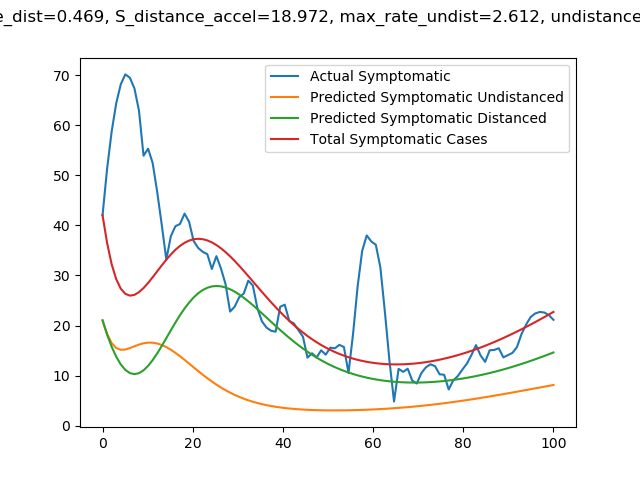 e_dist=0.469, S_distance_accel=18.972, max_rate_undist=2.612, undistance
70
60
50
40
30
20
10
0
Actual Symptomatic
Predicted Symptomatic Undistanced
Predicted Symptomatic Distanced
Total Symptomatic Cases
0 20 40 60 80 100